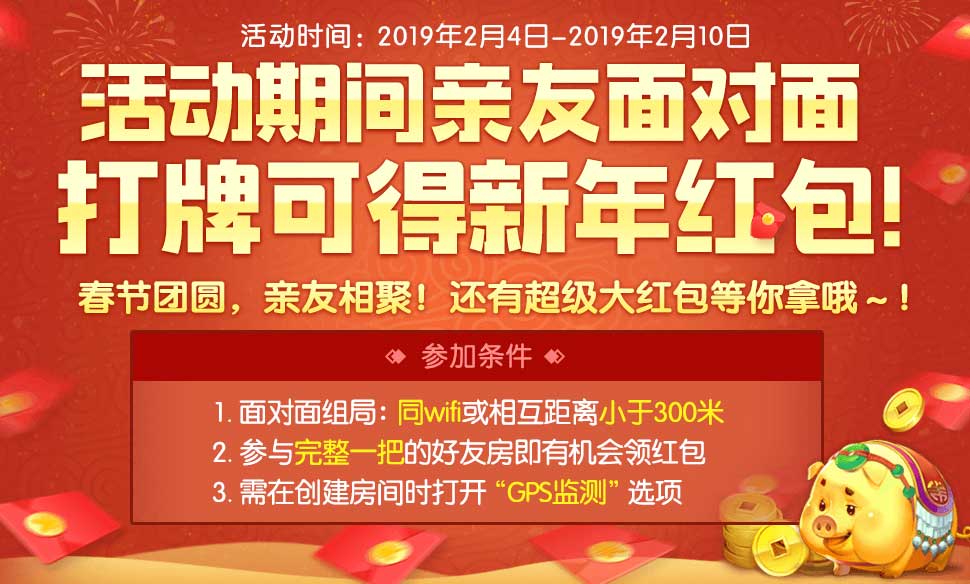 活动时间：2019年2月4日-2019年2月10日
活动期间亲友面对面
打牌可得新年红包!
春节团圆，亲友相聚！还有超级大红包等你拿哦~！
参加条件
1. 面对面组局：同wifi或相互距离小于300米
2. 参与完整一把的好友房即有机会领红包
3. 需在创建房间时打开“GPS监测”选项